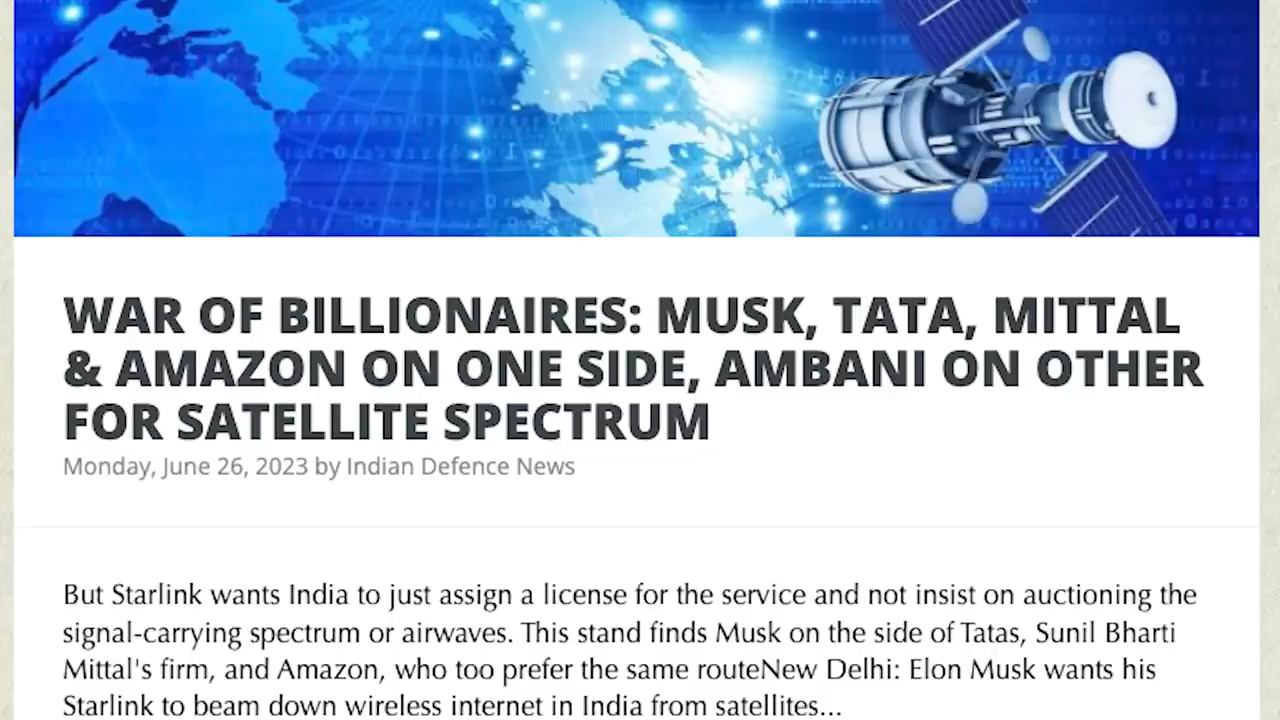 WAR OF BILLIONAIRES: MUSK, TATA, MITTAL
& AMAZON ON ONE SIDE, AMBANI ON OTHER
FOR SATELLITE SPECTRUM
Monday, June 26, 2023 by Indian Defence News
But Starlink wants India to just assign a license for the service and not insist on auctioning the
signal-carrying spectrum or airwaves. This stand finds Musk on the side of Tatas, Sunil Bharti
Mittal's firm, and Amazon, who too prefer the same routeNew Delhi: Elon Musk wants his
Starlink to beam down wireless internet in India from satellites...